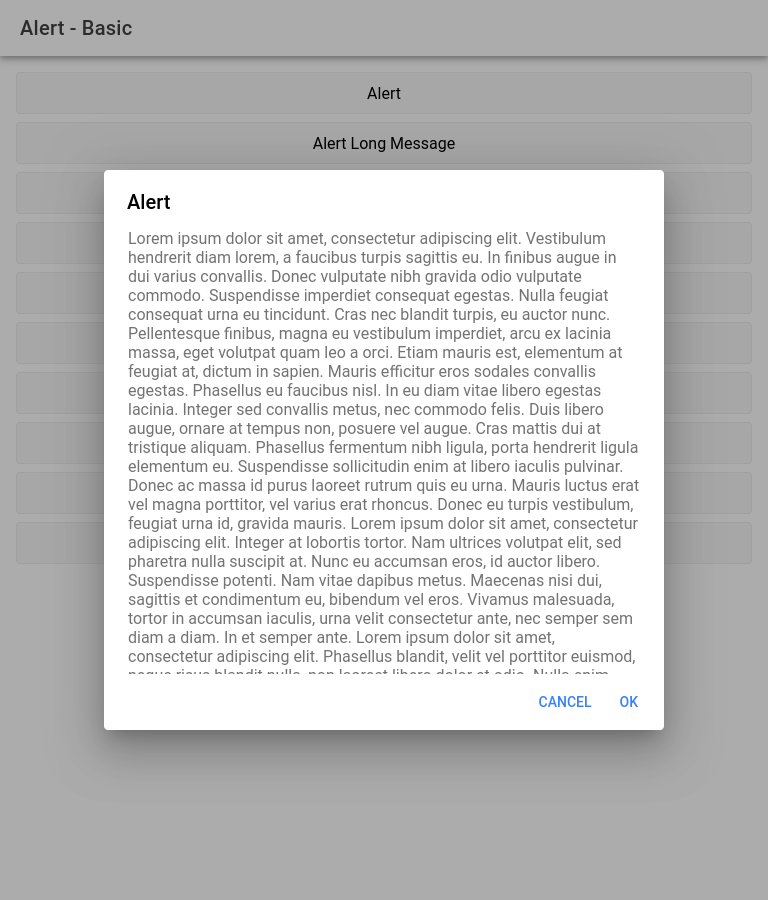 Alert - Basic
Alert
Alert Long Message
Alert
Lorem ipsum dolor sit amet, consectetur adipiscing elit. Vestibulum
hendrerit diam lorem, a faucibus turpis sagittis eu. In finibus augue in
dui varius convallis. Donec vulputate nibh gravida odio vulputate
commodo. Suspendisse imperdiet consequat egestas. Nulla feugiat
consequat urna eu tincidunt. Cras nec blandit turpis, eu auctor nunc.
Pellentesque finibus, magna eu vestibulum imperdiet, arcu ex lacinia
massa, eget volutpat quam leo a orci. Etiam mauris est, elementum at
feugiat at, dictum in sapien. Mauris efficitur eros sodales convallis
egestas. Phasellus eu faucibus nisl. In eu diam vitae libero egestas
lacinia. Integer sed convallis metus, nec commodo felis. Duis libero
augue, ornare at tempus non, posuere vel augue. Cras mattis dui at
tristique aliquam. Phasellus fermentum nibh ligula, porta hendrerit ligula
elementum eu. Suspendisse sollicitudin enim at libero iaculis pulvinar.
Donec ac massa id purus laoreet rutrum quis eu urna. Mauris luctus erat
vel magna porttitor, vel varius erat rhoncus. Donec eu turpis vestibulum,
feugiat urna id, gravida mauris. Lorem ipsum dolor sit amet, consectetur
adipiscing elit. Integer at lobortis tortor. Nam ultrices volutpat elit, sed
pharetra nulla suscipit at. Nunc eu accumsan eros, id auctor libero.
Suspendisse potenti. Nam vitae dapibus metus. Maecenas nisi dui,
sagittis et condimentum eu, bibendum vel eros. Vivamus malesuada,
tortor in accumsan iaculis, urna velit consectetur ante, nec semper sem
diam a diam. In et semper ante. Lorem ipsum dolor sit amet,
consectetur adipiscing elit. Phasellus blandit, velit vel porttitor euismod,
CANCEL OK